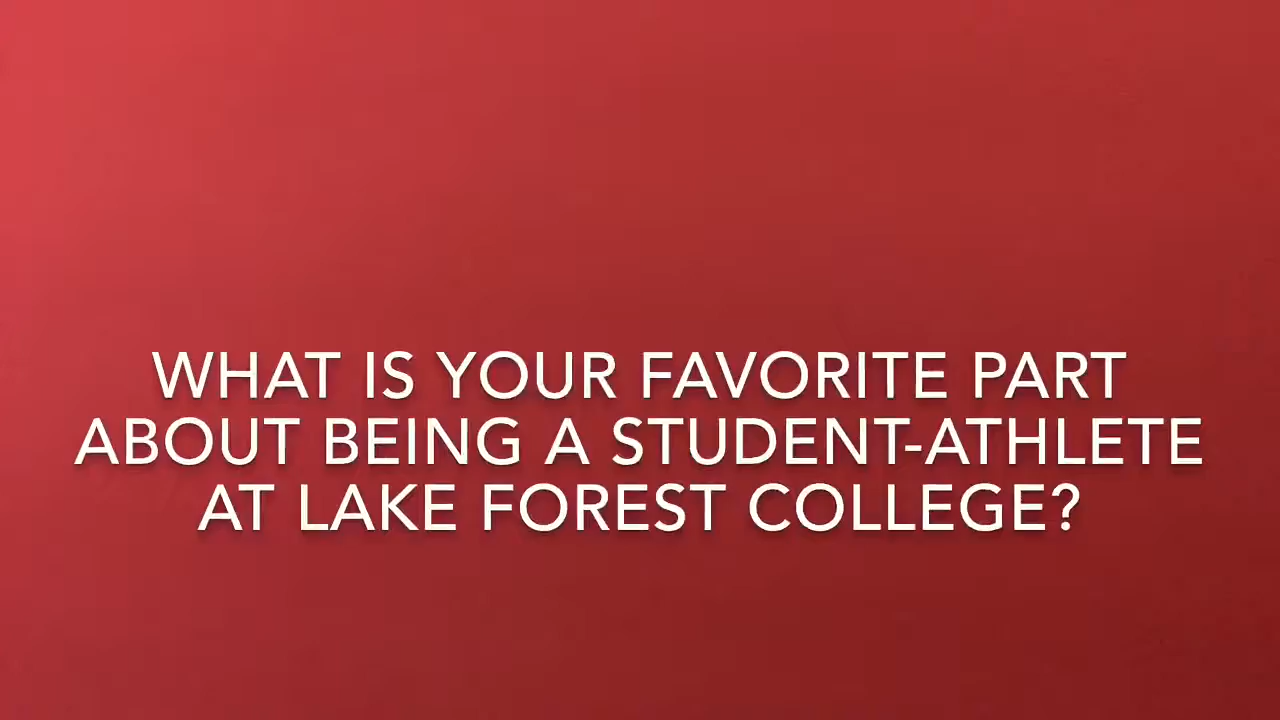 WHAT IS YOUR FAVORITE PART
ABOUT BEING A STUDENT-ATHLETE
AT LAKE FOREST COLLEGE?